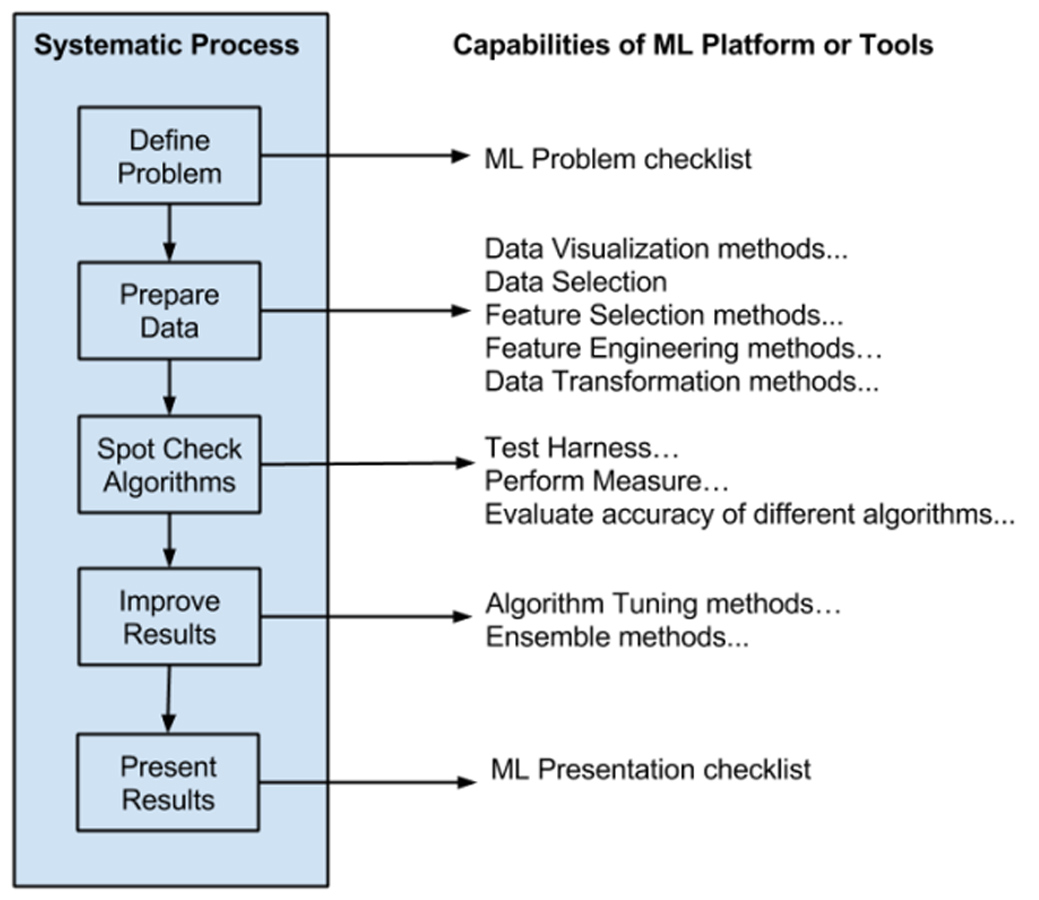 Systematic Process
Capabilities of ML Platform or Tools
Define
Problem
ML Problem checklist
Prepare
Data
Data Visualization methods...
Data Selection
Feature Selection methods...
Feature Engineering methods…
Data Transformation methods...
Spot Check
Algorithms
Test Harness…
Perform Measure…
Evaluate accuracy of different algorithms...
Improve
Results
Algorithm Tuning methods…
Ensemble methods...
Present
Results
ML Presentation checklist